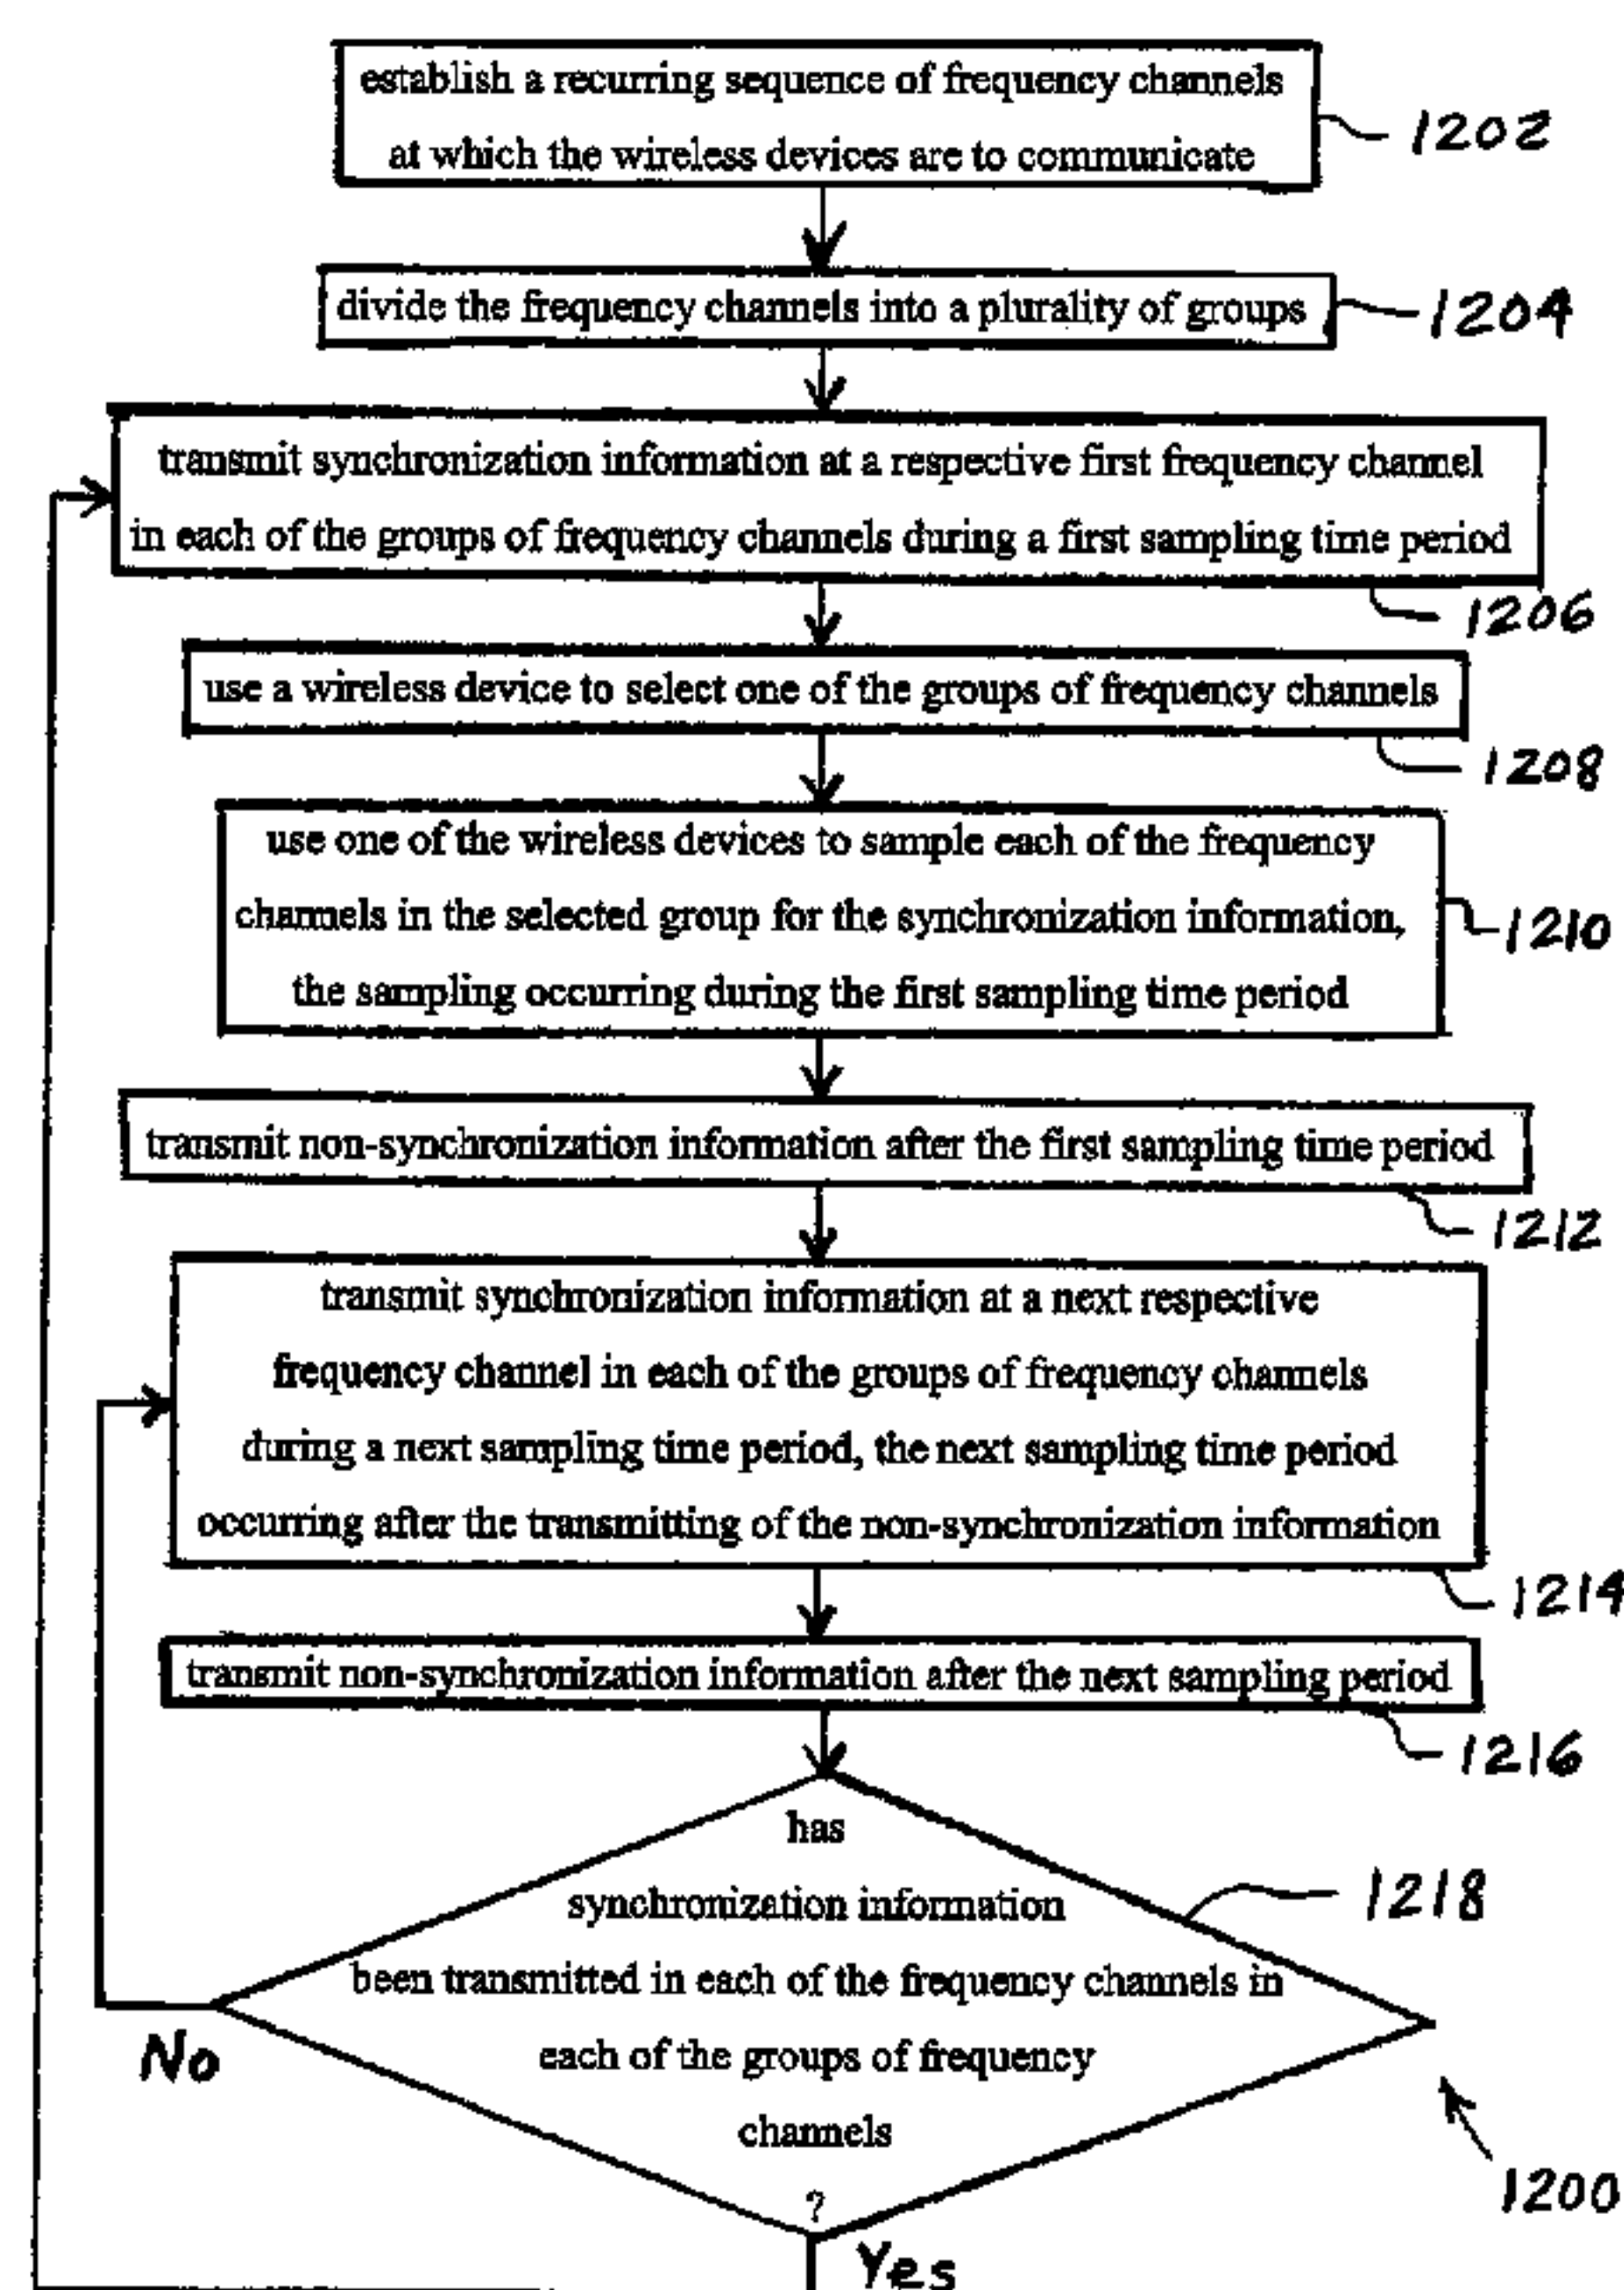 establish a recurring sequence of frequency channels
at which the wireless devices are to communicate
1202
divide the frequency channels into a plurality of groups
1204
transmit synchronization information at a respective first frequency channel
in each of the groups of frequency channels during a first sampling time period
1206
use a wireless device to select one of the groups of frequency channels
1208
use one of the wireless devices to sample each of the frequency
channels in the selected group for the synchronization information,
the sampling occurring during the first sampling time period
1210
transmit non-synchronization information after the first sampling time period
1212
transmit synchronization information at a next respective
frequency channel in each of the groups of frequency channels
during a next sampling time period, the next sampling time period
occurring after the transmitting of the non-synchronization information
1214
transmit non-synchronization information after the next sampling period
1216
has
synchronization information
been transmitted in each of the frequency channels in
each of the groups of frequency
channels
?
1218
No
1200
Yes